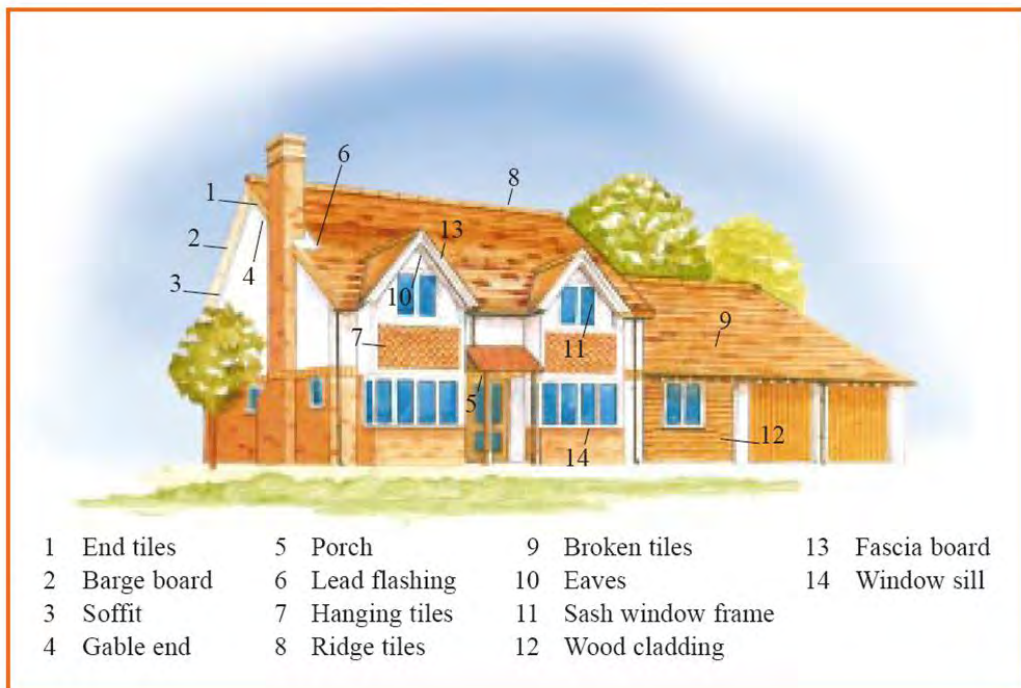 6
8
1
13
2
4
3
10
9
7
11
5
12
14
1 End tiles
2 Barge board
3 Soffit
4 Gable end
5 Porch
6 Lead flashing
7 Hanging tiles
8 Ridge tiles
9 Broken tiles
10 Eaves
11 Sash window frame
12 Wood cladding
13 Fascia board
14 Window sill